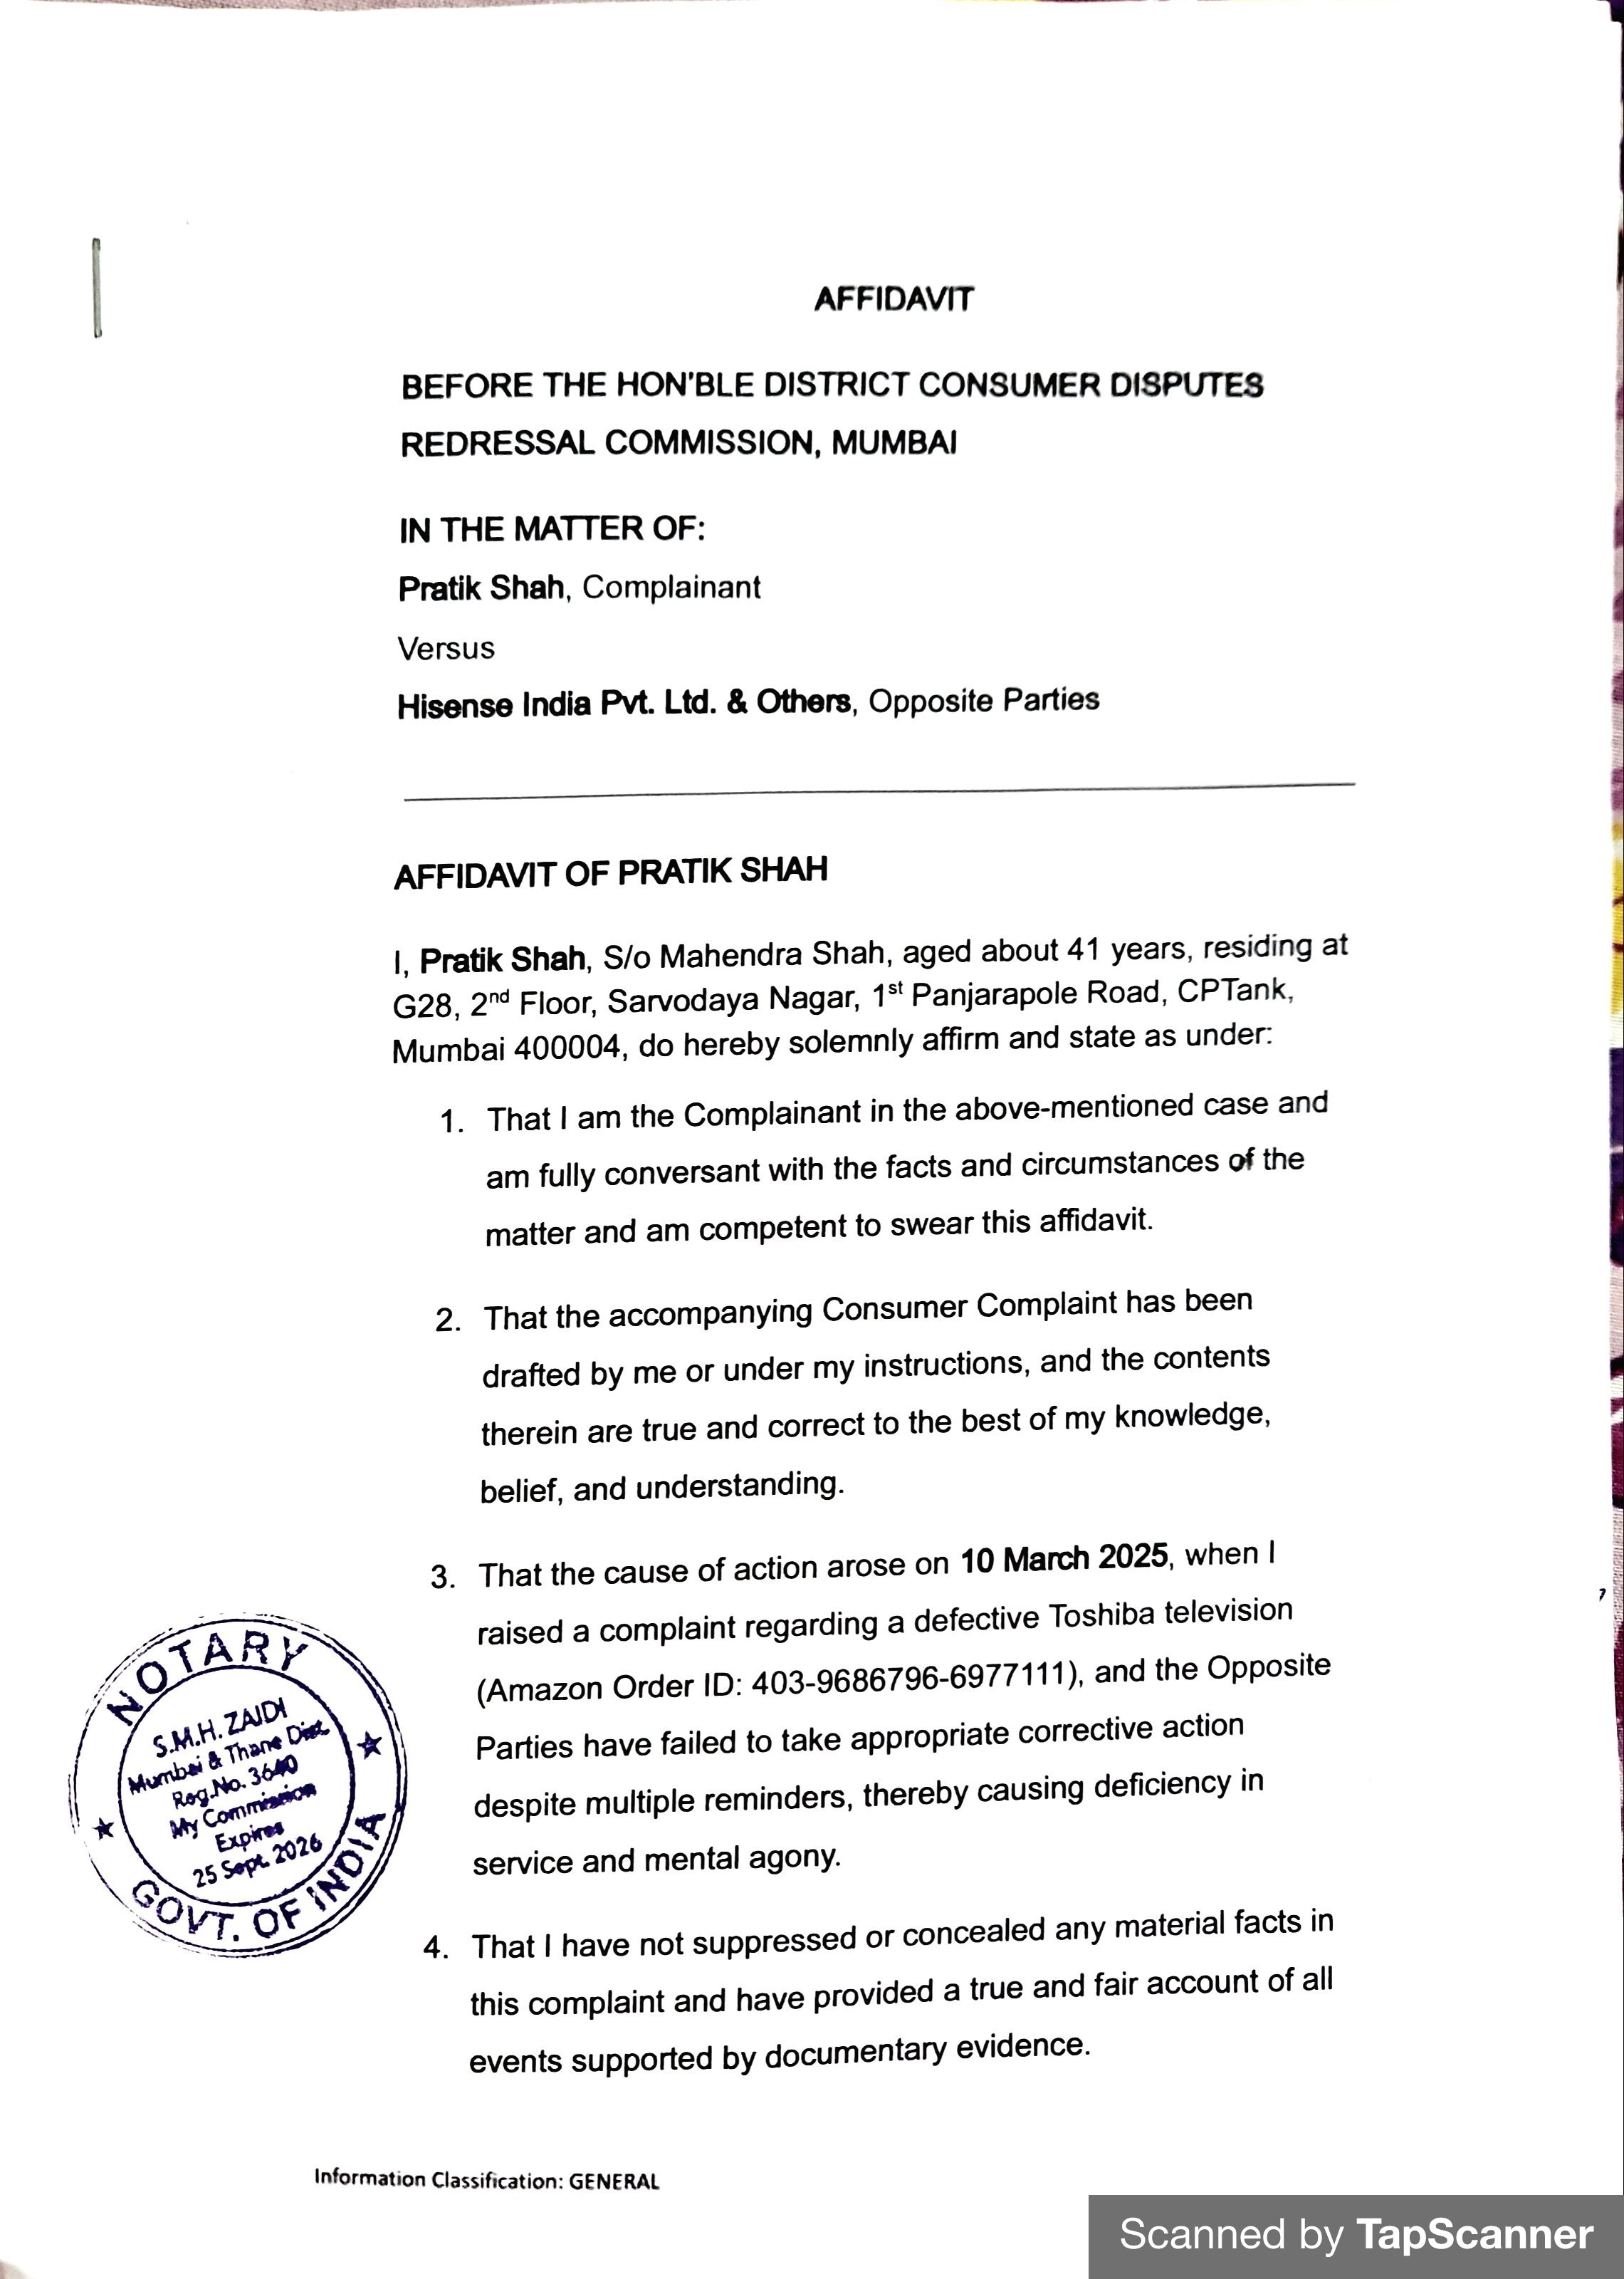 AFFIDAVIT
BEFORE THE HON'BLE DISTRICT CONSUMER DISPUTES
REDRESSAL COMMISSION, MUMBAI
IN THE MATTER OF:
Pratik Shah, Complainant
Versus
Hisense India Pvt. Ltd. & Others, Opposite Parties
AFFIDAVIT OF PRATIK SHAH
I, Pratik Shah, S/o Mahendra Shah, aged about 41 years, residing at
G28, 2nd Floor, Sarvodaya Nagar, 1st Panjarapole Road, CPTank,
Mumbai 400004, do hereby solemnly affirm and state as under:
1. That I am the Complainant in the above-mentioned case and
am fully conversant with the facts and circumstances of the
matter and am competent to swear this affidavit.
2. That the accompanying Consumer Complaint has been
drafted by me or under my instructions, and the contents
therein are true and correct to the best of my knowledge,
belief, and understanding.
3. That the cause of action arose on 10 March 2025, when I
raised a complaint regarding a defective Toshiba television
(Amazon Order ID: 403-9686796-6977111), and the Opposite
Parties have failed to take appropriate corrective action
despite multiple reminders, thereby causing deficiency in
service and mental agony.
4. That I have not suppressed or concealed any material facts in
this complaint and have provided a true and fair account of all
events supported by documentary evidence.
NOTARY
S.M.H. ZAIDI
Mumbai & Thane Dist.
Reg.No. 3640
My Commission
Expires
25 Sept. 2026
GOVT. OF INDIA
Information Classification: GENERAL
Scanned by TapScanner